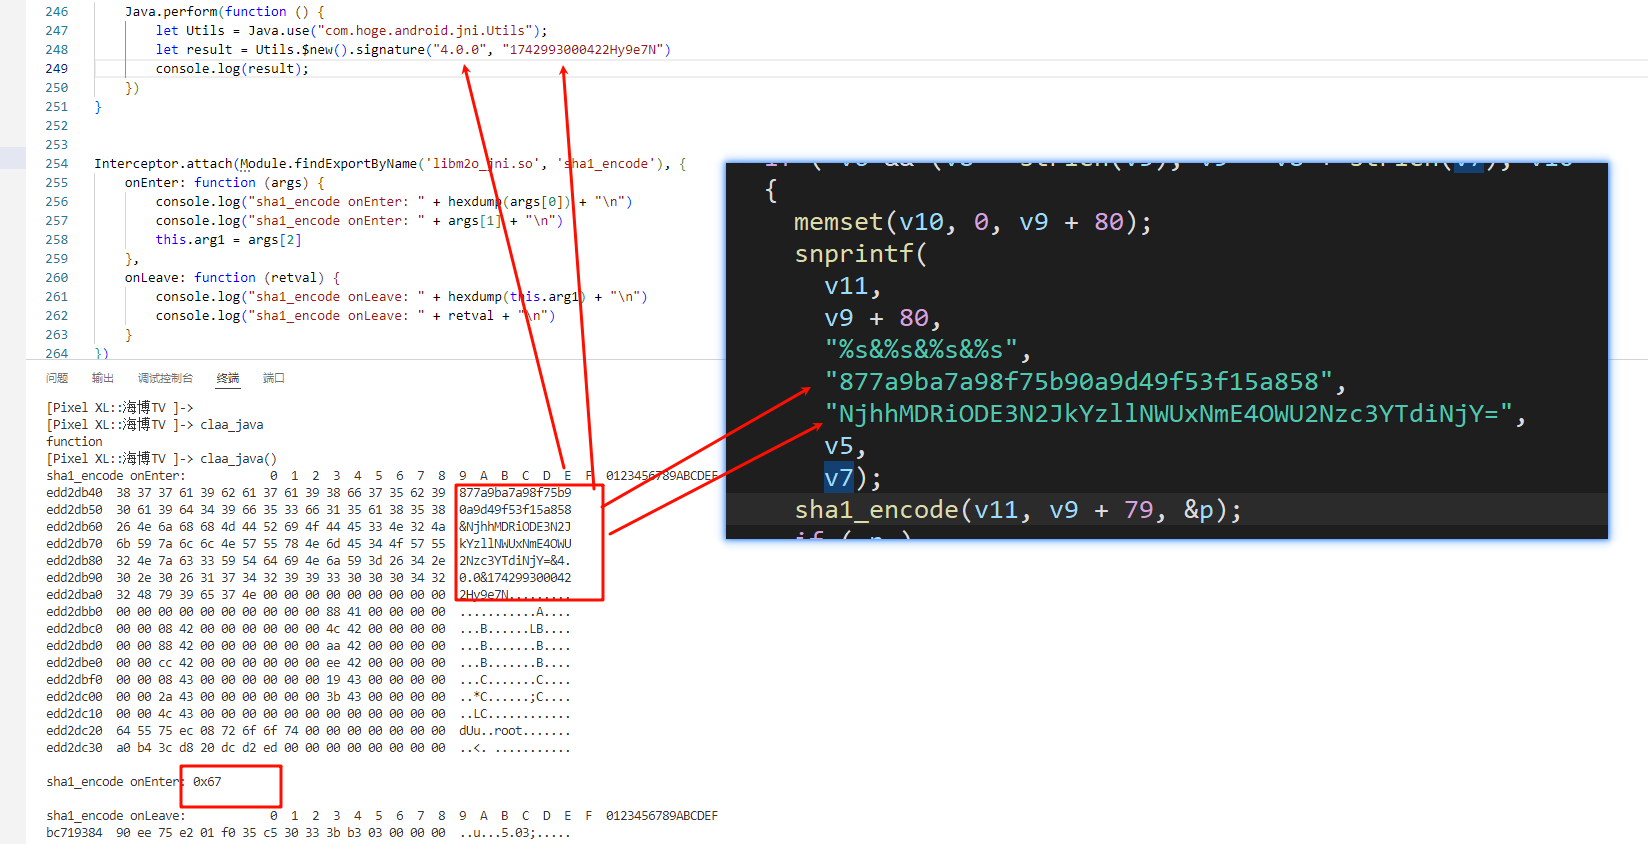 246 Java.perform(function () {
247 let Utils = Java.use("com.hoge.android.jni.Utils");
248 let result = Utils.$new().signature("4.0.0", "1742993000422Hy9e7N")
249 console.log(result);
250 })
251 }
252
253
254 Interceptor.attach(Module.findExportByName('libm2o_jni.so', 'sha1_encode'), {
255 onEnter: function (args) {
256 console.log("sha1_encode onEnter: " + hexdump(args[0]) + "\n")
257 console.log("sha1_encode onEnter: " + args[1] + "\n")
258 this.arg1 = args[2]
259 },
260 onLeave: function (retval) {
261 console.log("sha1_encode onLeave: " + hexdump(this.arg1) + "\n")
262 console.log("sha1_encode onLeave: " + retval + "\n")
263 }
264 })
{
memset(v10, 0, v9 + 80);
snprintf(
v11,
v9 + 80,
"%s&%s&%s&%s",
"877a9ba7a98f75b90a9d49f53f15a858",
"NjhhMDRiODE3N2JkYzllNWUxNmE4OWU2Nzc3YTdiNjY=",
v5,
v7);
sha1_encode(v11, v9 + 79, &p);
问题 输出 调试控制台 终端 端口
[Pixel XL::海博TV ]->
[Pixel XL::海博TV ]-> claa_java
function
[Pixel XL::海博TV ]-> claa_java()
sha1_encode onEnter: 0 1 2 3 4 5 6 7 8 9 A B C D E F 0123456789ABCDEF
edd2db40 38 37 37 61 39 62 61 37 61 39 38 66 37 35 62 39 877a9ba7a98f75b9
edd2db50 30 61 39 64 34 39 66 35 33 66 31 35 61 38 35 38 0a9d49f53f15a858
edd2db60 26 4e 6a 68 68 4d 44 52 69 4f 44 45 33 4e 32 4a &NjhhMDRiODE3N2J
edd2db70 6b 59 7a 6c 6c 4e 57 55 78 4e 6d 45 34 4f 57 55 kYzllNWUxNmE4OWU
edd2db80 32 4e 7a 63 33 59 54 64 69 4e 6a 59 3d 26 34 2e 2Nzc3YTdiNjY=&4.
edd2db90 30 2e 30 26 31 37 34 32 39 39 33 30 30 30 34 32 0.0&174299300042
edd2dba0 32 48 79 39 65 37 4e 00 00 00 00 00 00 00 00 00 2Hy9e7N.........
edd2dbb0 00 00 00 00 00 00 00 00 00 00 88 41 00 00 00 00 ...........A....
edd2dbc0 00 00 08 42 00 00 00 00 00 00 4c 42 00 00 00 00 ...B......LB....
edd2dbd0 00 00 88 42 00 00 00 00 00 00 aa 42 00 00 00 00 ...B.......B....
edd2dbe0 00 00 cc 42 00 00 00 00 00 00 ee 42 00 00 00 00 ...B.......B....
edd2dbf0 00 00 08 43 00 00 00 00 00 00 19 43 00 00 00 00 ...C.......C....
edd2dc00 00 00 2a 43 00 00 00 00 00 00 3b 43 00 00 00 00 ..*C......;C....
edd2dc10 00 00 4c 43 00 00 00 00 00 00 00 00 00 00 00 00 ..LC............
edd2dc20 64 55 75 ec 08 72 6f 6f 74 00 00 00 00 00 00 00 dUu..root.......
edd2dc30 a0 b4 3c d8 20 dc d2 ed 00 00 00 00 00 00 00 00 ..<. ...........
sha1_encode onEnter: 0x67
sha1_encode onLeave: 0 1 2 3 4 5 6 7 8 9 A B C D E F 0123456789ABCDEF
bc719384 90 ee 75 e2 01 f0 35 c5 30 33 3b b3 03 00 00 00 ..u...5.03;.....